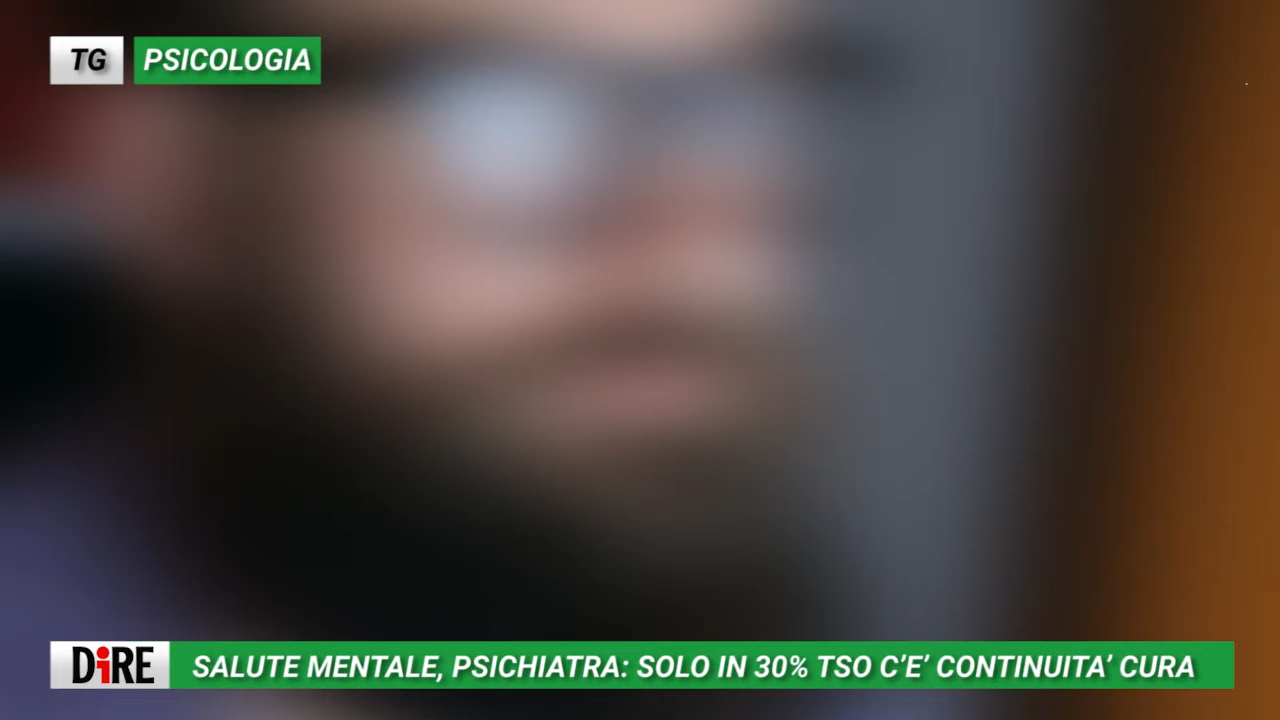 TG PSICOLOGIA
DiRE SALUTE MENTALE, PSICHIATRA: SOLO IN 30% TSO C'E' CONTINUITA' CURA